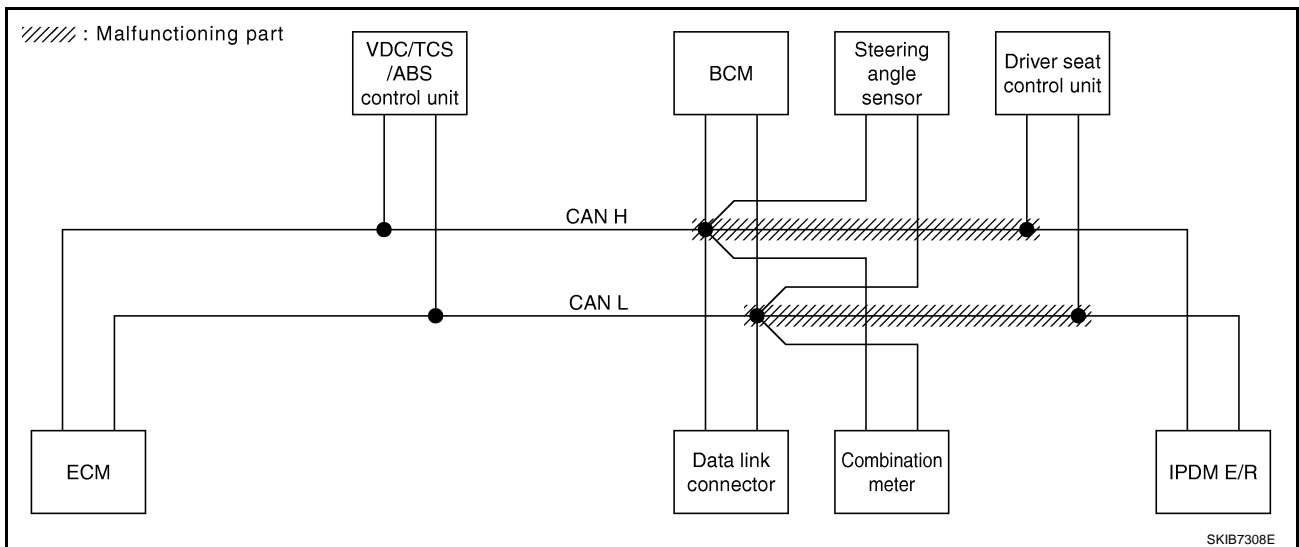 : Malfunctioning part
VDC/TCS
/ABS
control unit
BCM
Steering
angle
sensor
Driver seat
control unit
CAN H
CAN L
ECM
Data link
connector
Combination
meter
IPDM E/R
SKIB7308E